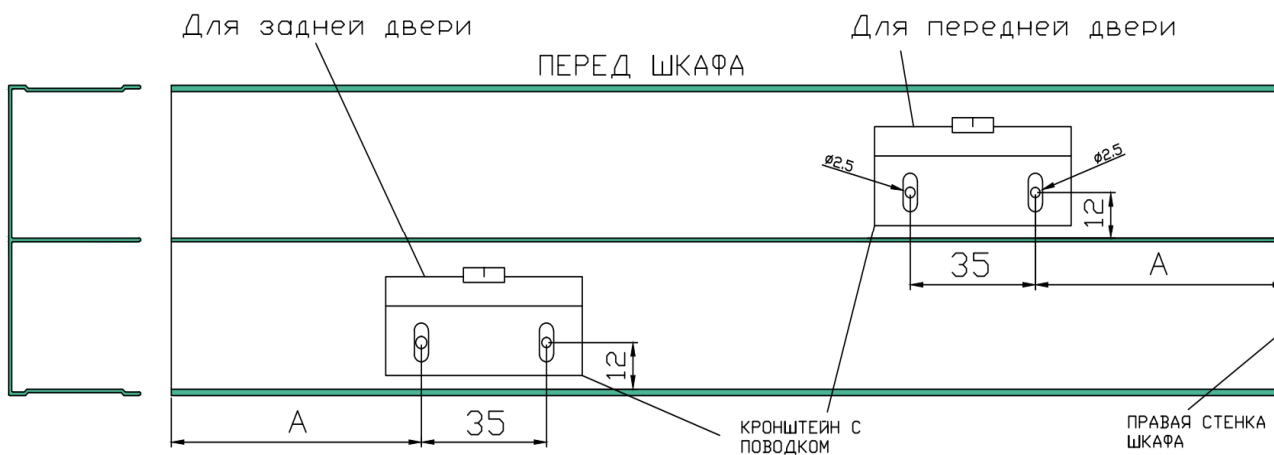 Для задней двери
Для передней двери
ПЕРЕД ШКАФА
ø2.5
ø2.5
12
35
A
12
A
35
КРОНШТЕЙН С
ПОВОДКОМ
ПРАВАЯ СТЕНКА
ШКАФА